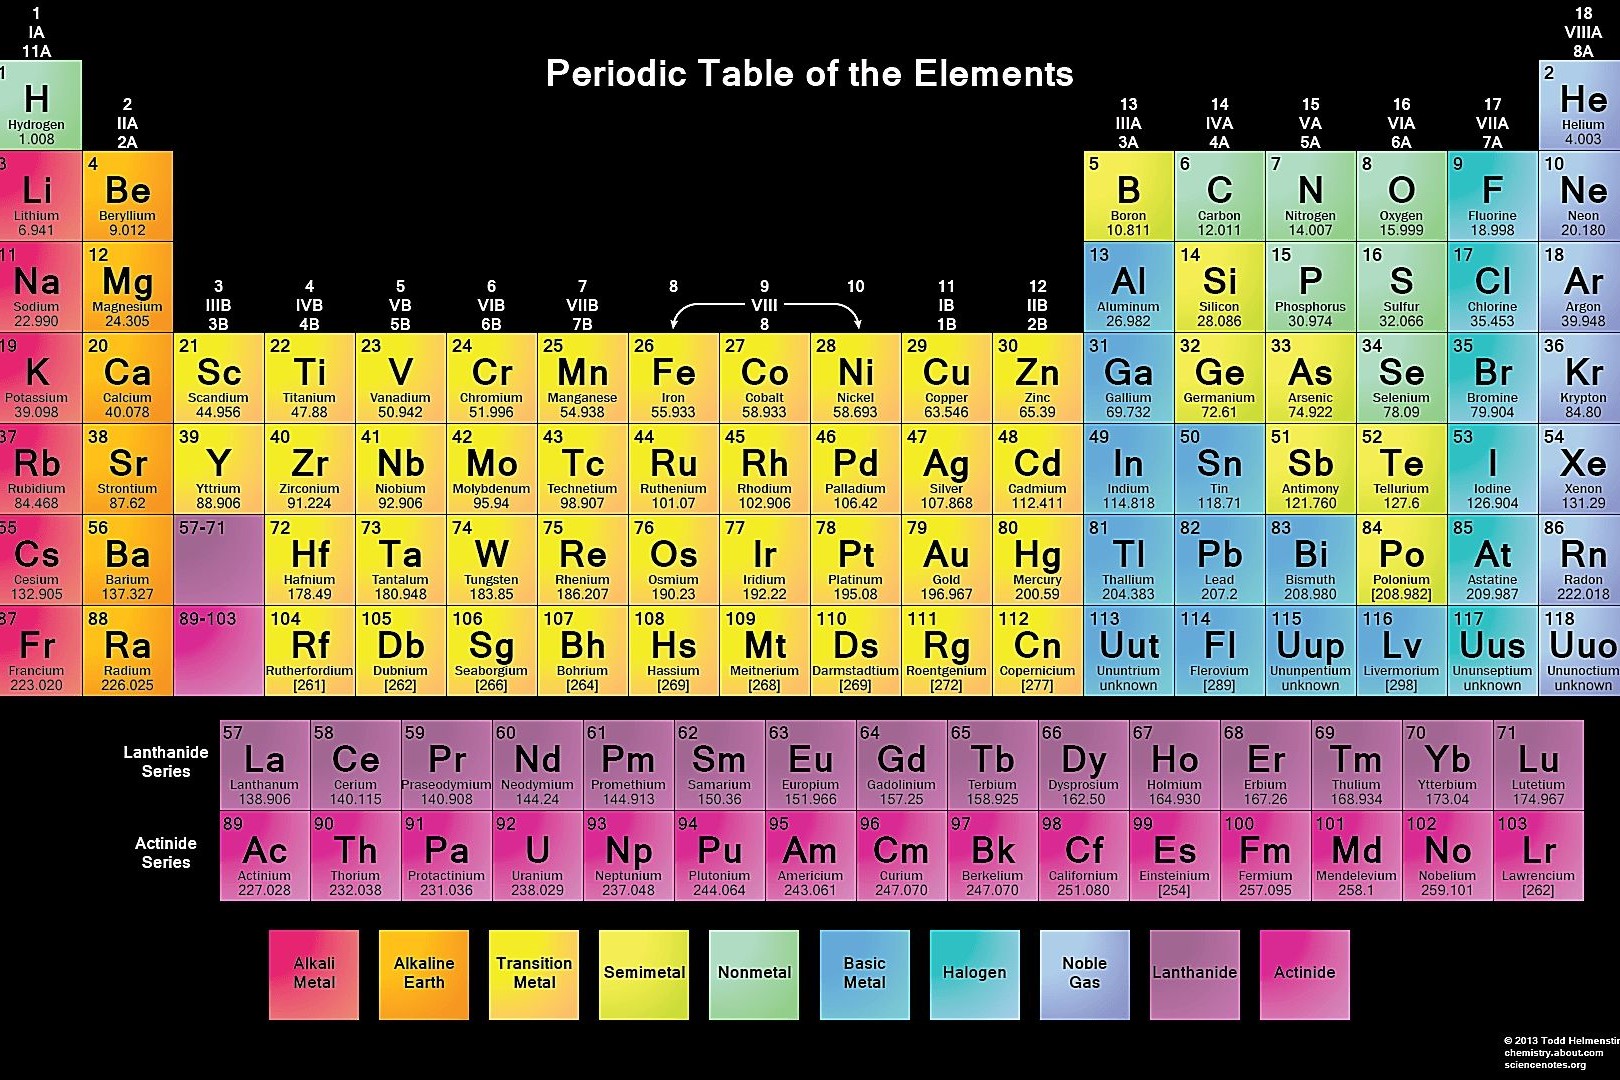 1
IA
11A
18
VIIIA
8A
Periodic Table of the Elements
1
H
Hydrogen
1.008
2
IIA
2A
13
IIIA
3A
14
IVA
4A
15
VA
5A
16
VIA
6A
17
VIIA
7A
2
He
Helium
4.003
3
Li
Lithium
6.941
4
Be
Beryllium
9.012
5
B
Boron
10.811
6
C
Carbon
12.011
7
N
Nitrogen
14.007
8
O
Oxygen
15.999
9
F
Fluorine
18.998
10
Ne
Neon
20.180
11
Na
Sodium
22.990
12
Mg
Magnesium
24.305
3
IIIB
3B
4
IVB
4B
5
VB
5B
6
VIB
6B
7
VIIB
7B
8
9
10
VIII
8
11
IB
1B
12
IIB
2B
13
Al
Aluminum
26.982
14
Si
Silicon
28.086
15
P
Phosphorus
30.974
16
S
Sulfur
32.066
17
Cl
Chlorine
35.453
18
Ar
Argon
39.948
19
K
Potassium
39.098
20
Ca
Calcium
40.078
21
Sc
Scandium
44.956
22
Ti
Titanium
47.88
23
V
Vanadium
50.942
24
Cr
Chromium
51.996
25
Mn
Manganese
54.938
26
Fe
Iron
55.933
27
Co
Cobalt
58.933
28
Ni
Nickel
58.693
29
Cu
Copper
63.546
30
Zn
Zinc
65.39
31
Ga
Gallium
69.732
32
Ge
Germanium
72.61
33
As
Arsenic
74.922
34
Se
Selenium
78.09
35
Br
Bromine
79.904
36
Kr
Krypton
84.80
37
Rb
Rubidium
84.468
38
Sr
Strontium
87.62
39
Y
Yttrium
88.906
40
Zr
Zirconium
91.224
41
Nb
Niobium
92.906
42
Mo
Molybdenum
95.94
43
Tc
Technetium
98.907
44
Ru
Ruthenium
101.07
45
Rh
Rhodium
102.906
46
Pd
Palladium
106.42
47
Ag
Silver
107.868
48
Cd
Cadmium
112.411
49
In
Indium
114.818
50
Sn
Tin
118.71
51
Sb
Antimony
121.760
52
Te
Tellurium
127.6
53
I
Iodine
126.904
54
Xe
Xenon
131.29
55
Cs
Cesium
132.905
56
Ba
Barium
137.327
57-71
72
Hf
Hafnium
178.49
73
Ta
Tantalum
180.948
74
W
Tungsten
183.85
75
Re
Rhenium
186.207
76
Os
Osmium
190.23
77
Ir
Iridium
192.22
78
Pt
Platinum
195.08
79
Au
Gold
196.967
80
Hg
Mercury
200.59
81
Tl
Thallium
204.383
82
Pb
Lead
207.2
83
Bi
Bismuth
208.980
84
Po
Polonium
[208.982]
85
At
Astatine
209.987
86
Rn
Radon
222.018
87
Fr
Francium
223.020
88
Ra
Radium
226.025
89-103
104
Rf
Rutherfordium
[261]
105
Db
Dubnium
[262]
106
Sg
Seaborgium
[266]
107
Bh
Bohrium
[264]
108
Hs
Hassium
[269]
109
Mt
Meitnerium
[268]
110
Ds
Darmstadtium
[269]
111
Rg
Roentgenium
[272]
112
Cn
Copernicium
[277]
113
Uut
Ununtrium
unknown
114
Fl
Flerovium
[289]
115
Uup
Ununpentium
unknown
116
Lv
Livermorium
[298]
117
Uus
Ununseptium
unknown
118
Uuo
Ununoctium
unknown
Lanthanide
Series
57
La
Lanthanum
138.906
58
Ce
Cerium
140.115
59
Pr
Praseodymium
140.908
60
Nd
Neodymium
144.24
61
Pm
Promethium
144.913
62
Sm
Samarium
150.36
63
Eu
Europium
151.966
64
Gd
Gadolinium
157.25
65
Tb
Terbium
158.925
66
Dy
Dysprosium
162.50
67
Ho
Holmium
164.930
68
Er
Erbium
167.26
69
Tm
Thulium
168.934
70
Yb
Ytterbium
173.04
71
Lu
Lutetium
174.967
Actinide
Series
89
Ac
Actinium
227.028
90
Th
Thorium
232.038
91
Pa
Protactinium
231.036
92
U
Uranium
238.029
93
Np
Neptunium
237.048
94
Pu
Plutonium
244.064
95
Am
Americium
243.061
96
Cm
Curium
247.070
97
Bk
Berkelium
247.070
98
Cf
Californium
251.080
99
Es
Einsteinium
[254]
100
Fm
Fermium
257.095
101
Md
Mendelevium
258.1
102
No
Nobelium
259.101
103
Lr
Lawrencium
[262]
Alkali
Metal
Alkaline
Earth
Transition
Metal
Semimetal
Nonmetal
Basic
Metal
Halogen
Noble
Gas
Lanthanide
Actinide
© 2013 Todd
chemistry.about.com
sciencenotes.org